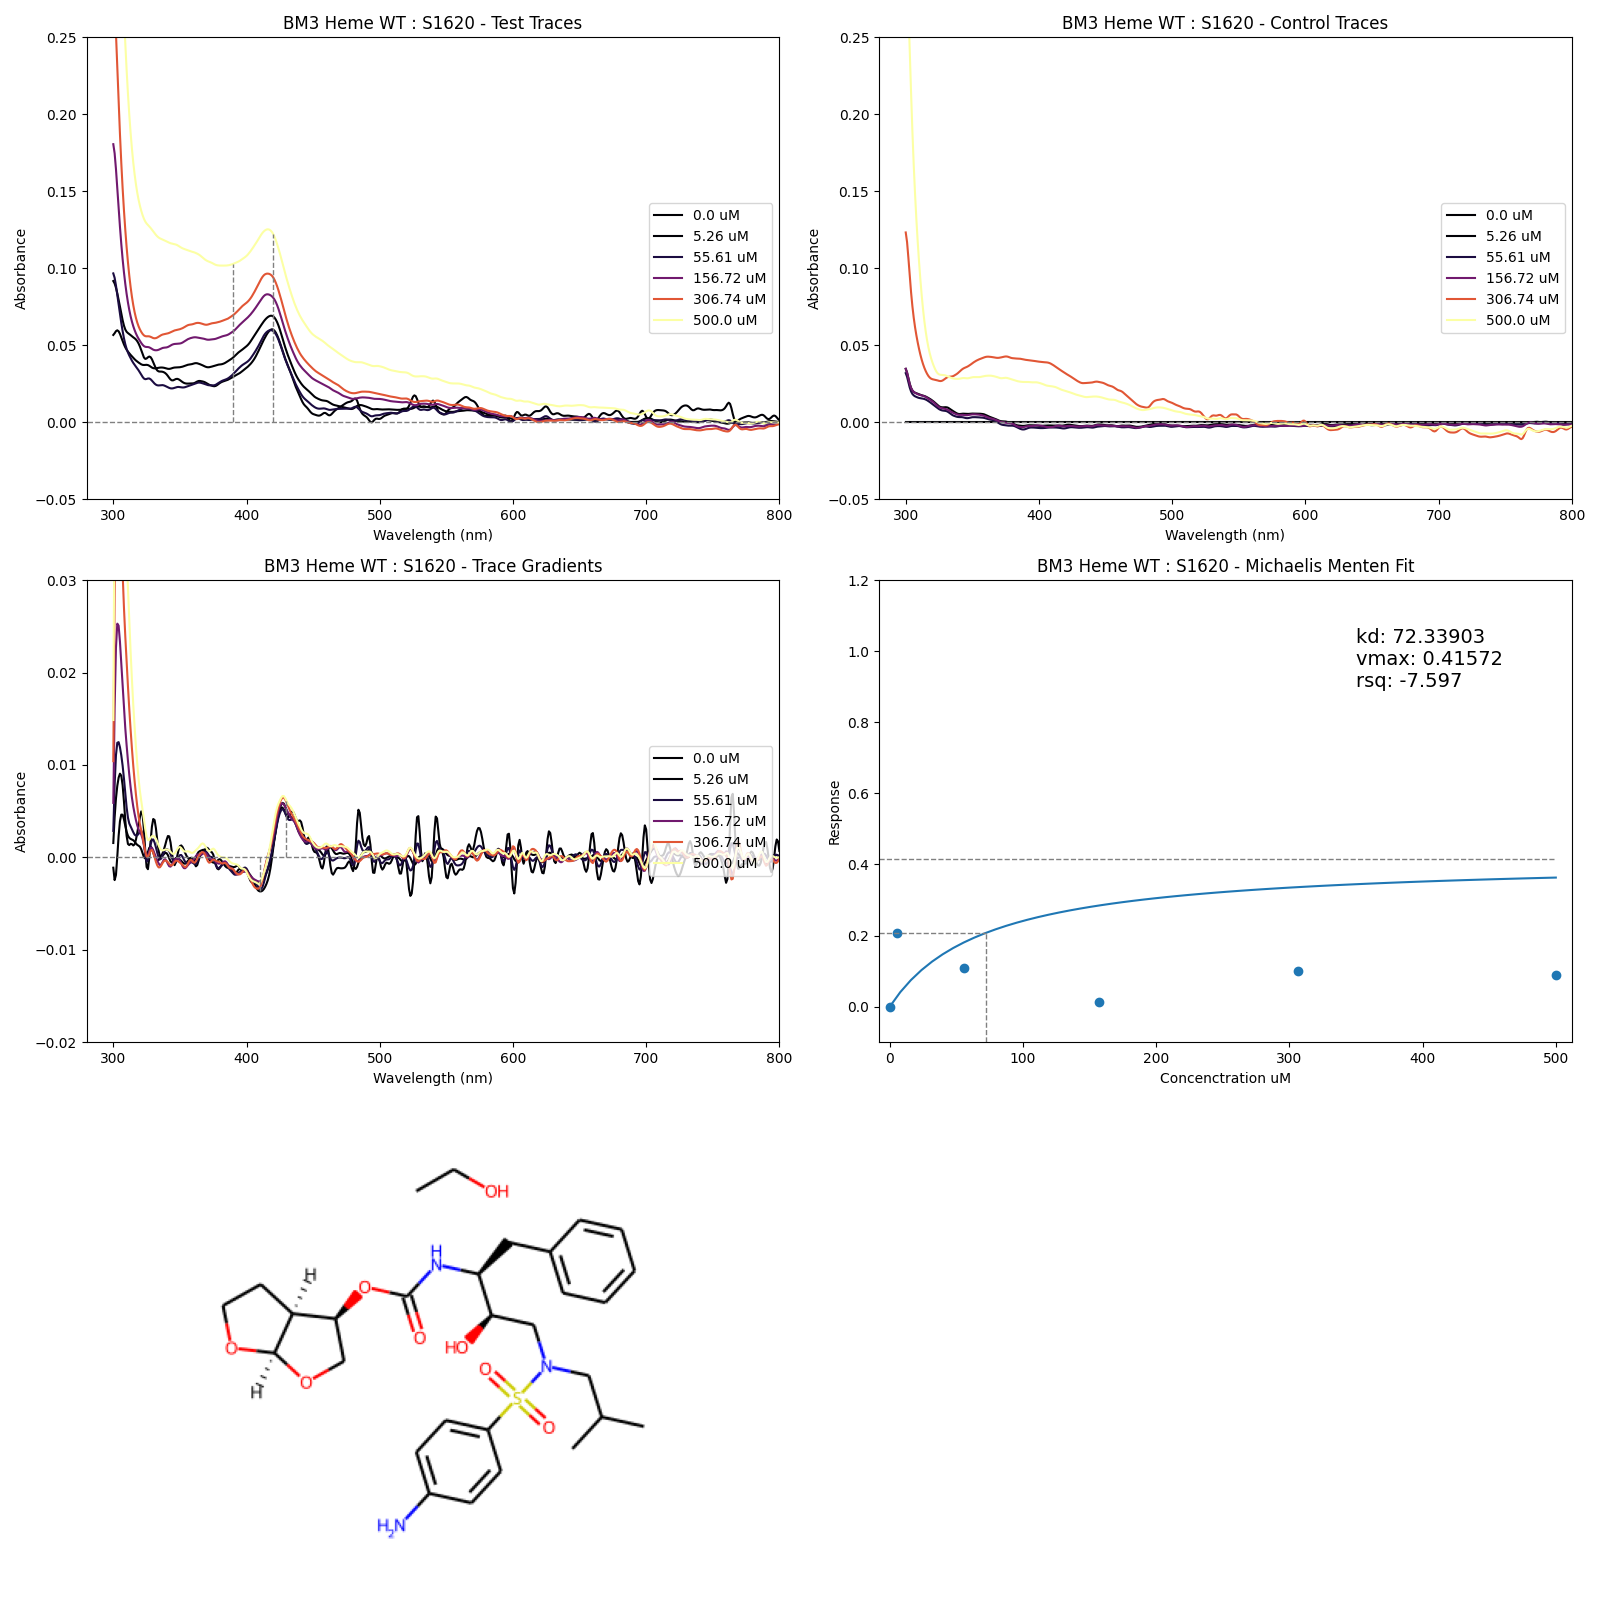 BM3 Heme WT : S1620 - Test Traces
0.25
0.20
0.15
0.10
0.05
0.00
−0.05
Absorbance
300
400
500
600
700
800
Wavelength (nm)
0.0 uM
5.26 uM
55.61 uM
156.72 uM
306.74 uM
500.0 uM
BM3 Heme WT : S1620 - Control Traces
0.25
0.20
0.15
0.10
0.05
0.00
−0.05
Absorbance
300
400
500
600
700
800
Wavelength (nm)
0.0 uM
5.26 uM
55.61 uM
156.72 uM
306.74 uM
500.0 uM
BM3 Heme WT : S1620 - Trace Gradients
0.03
0.02
0.01
0.00
−0.01
−0.02
Absorbance
300
400
500
600
700
800
Wavelength (nm)
0.0 uM
5.26 uM
55.61 uM
156.72 uM
306.74 uM
500.0 uM
BM3 Heme WT : S1620 - Michaelis Menten Fit
1.2
1.0
0.8
0.6
0.4
0.2
0.0
Response
0
100
200
300
400
500
Concenctration uM
kd: 72.33903
vmax: 0.41572
rsq: -7.597
OH
H
N
H
O
O
HO
O
N
O
S
O
H
O
H2N